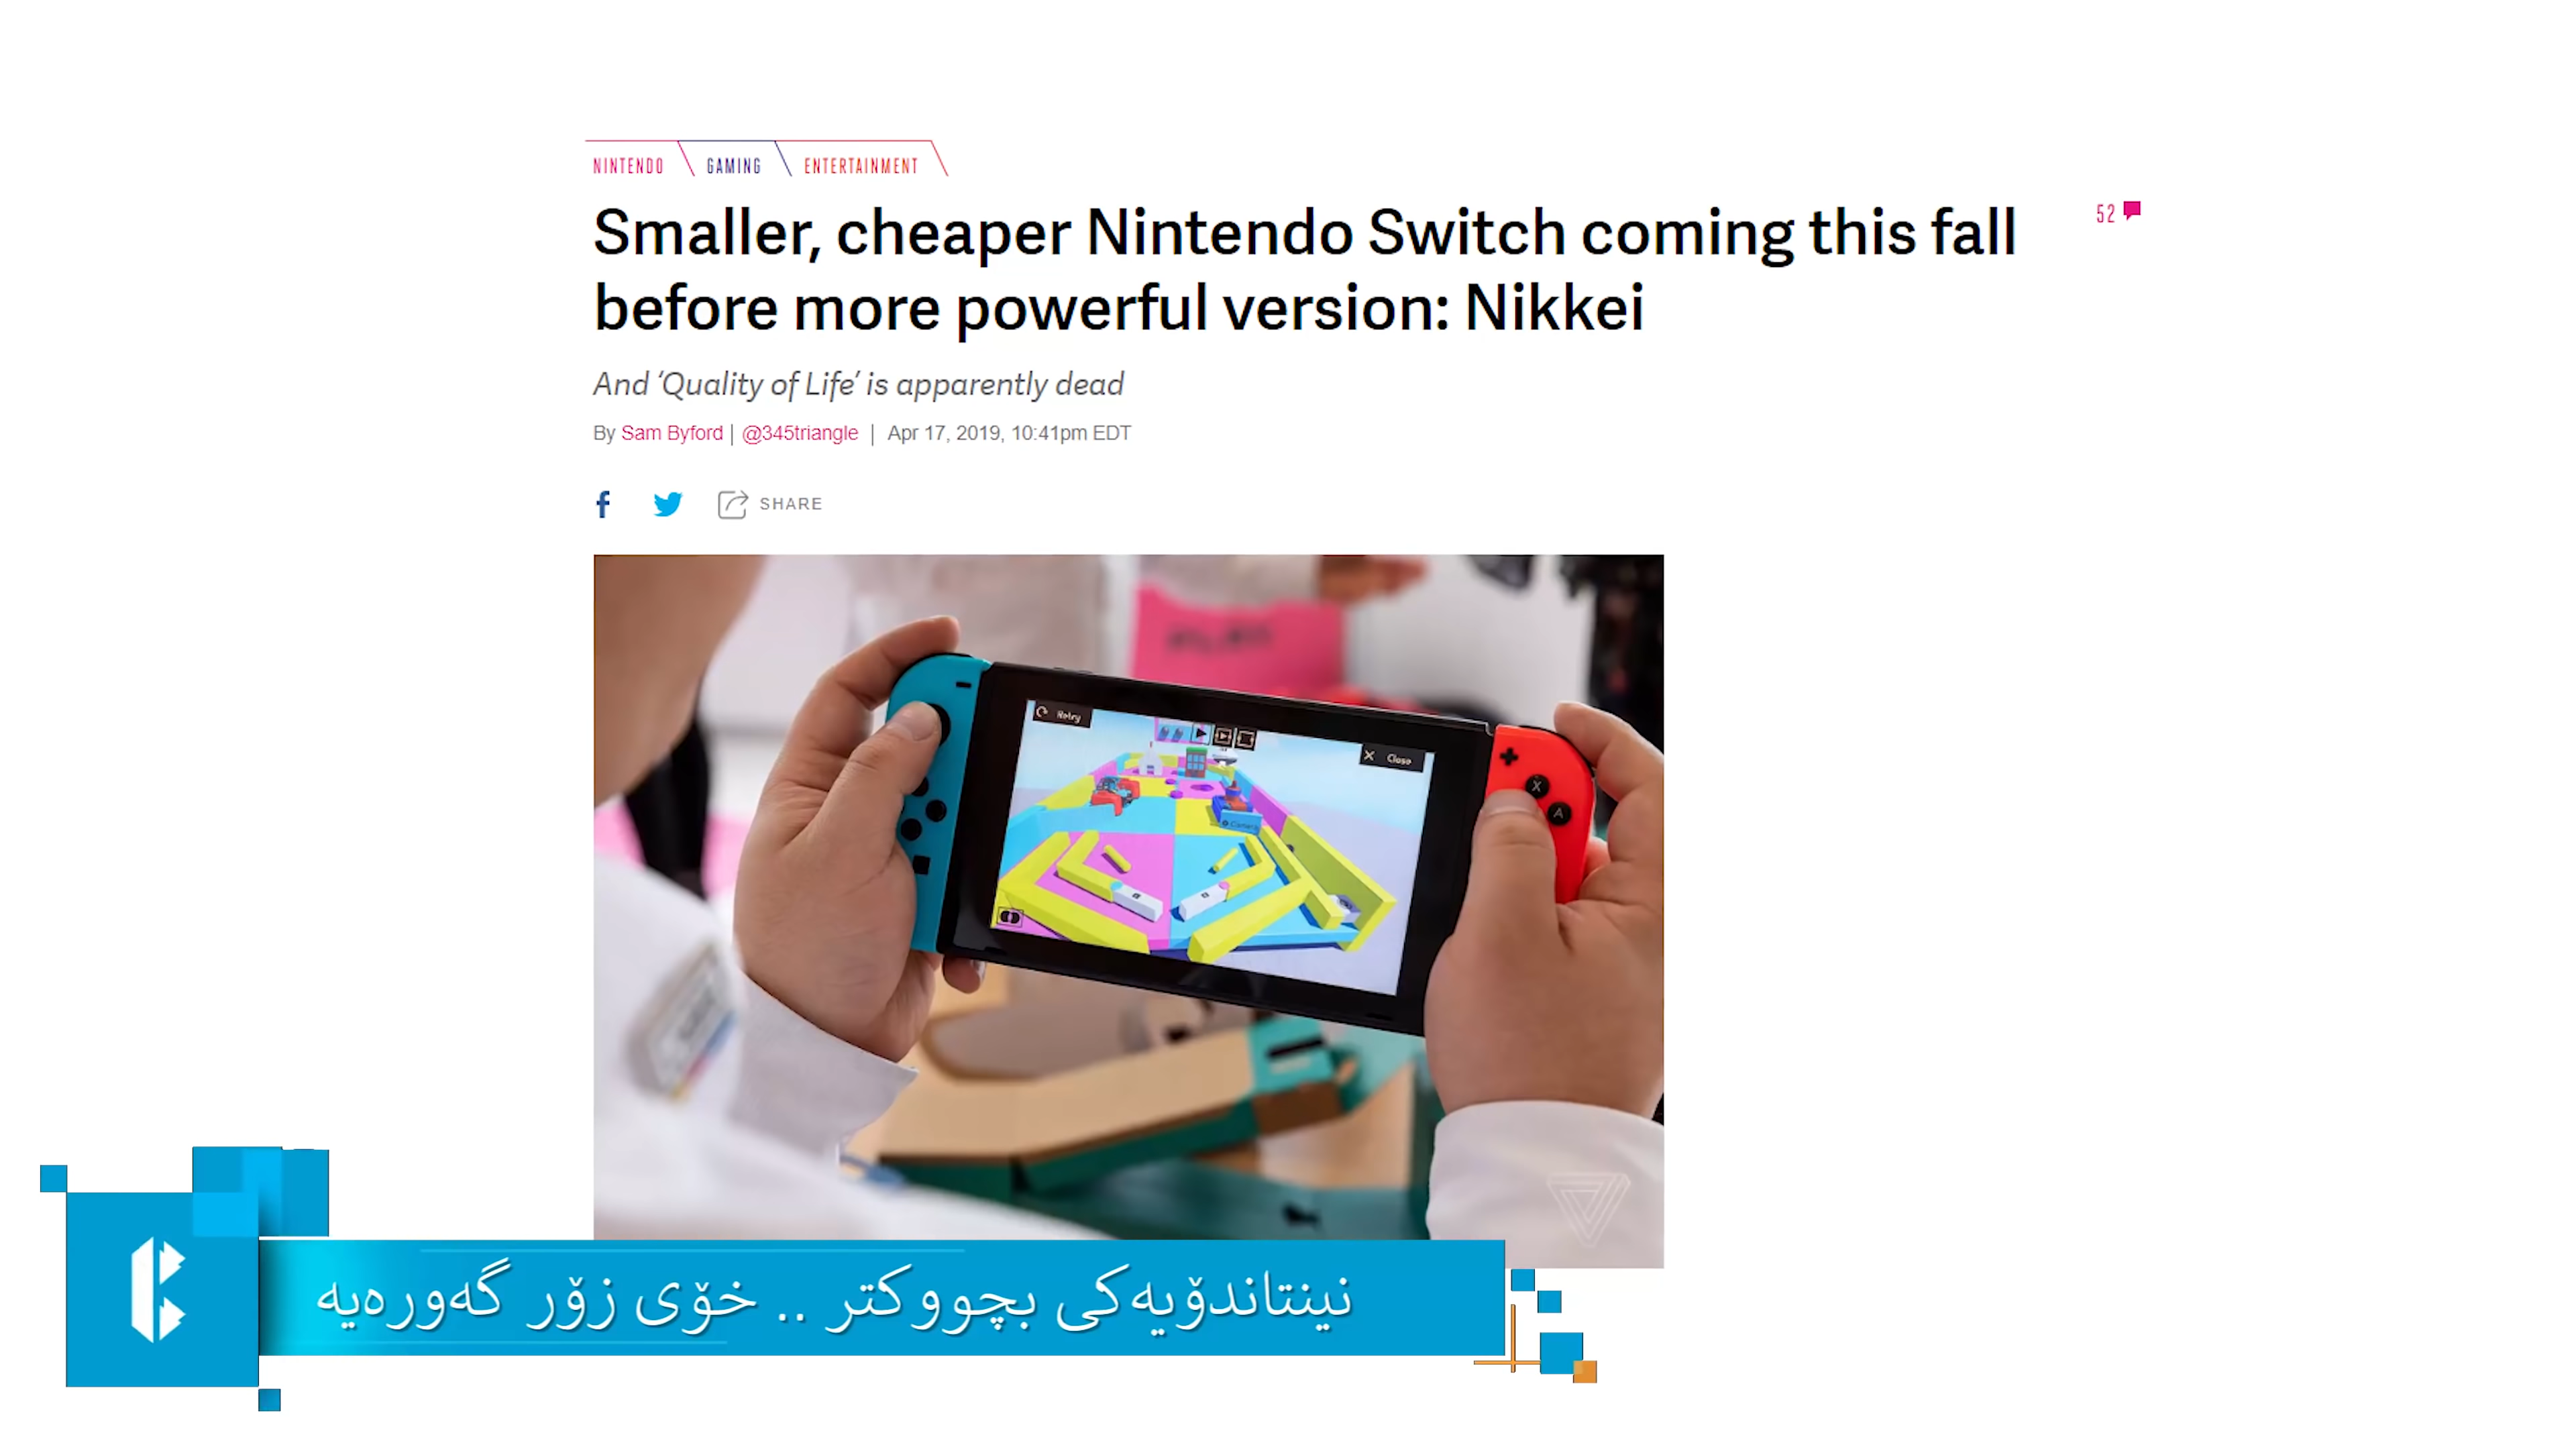 NINTENDO GAMING ENTERTAINMENT
Smaller, cheaper Nintendo Switch coming this fall
before more powerful version: Nikkei
52
And ‘Quality of Life’ is apparently dead
By Sam Byford | @345triangle | Apr 17, 2019, 10:41pm EDT
SHARE
Retry
Close
X
A
نینتاندۆیەکی بچووکتر .. خۆی زۆر گەورەیە